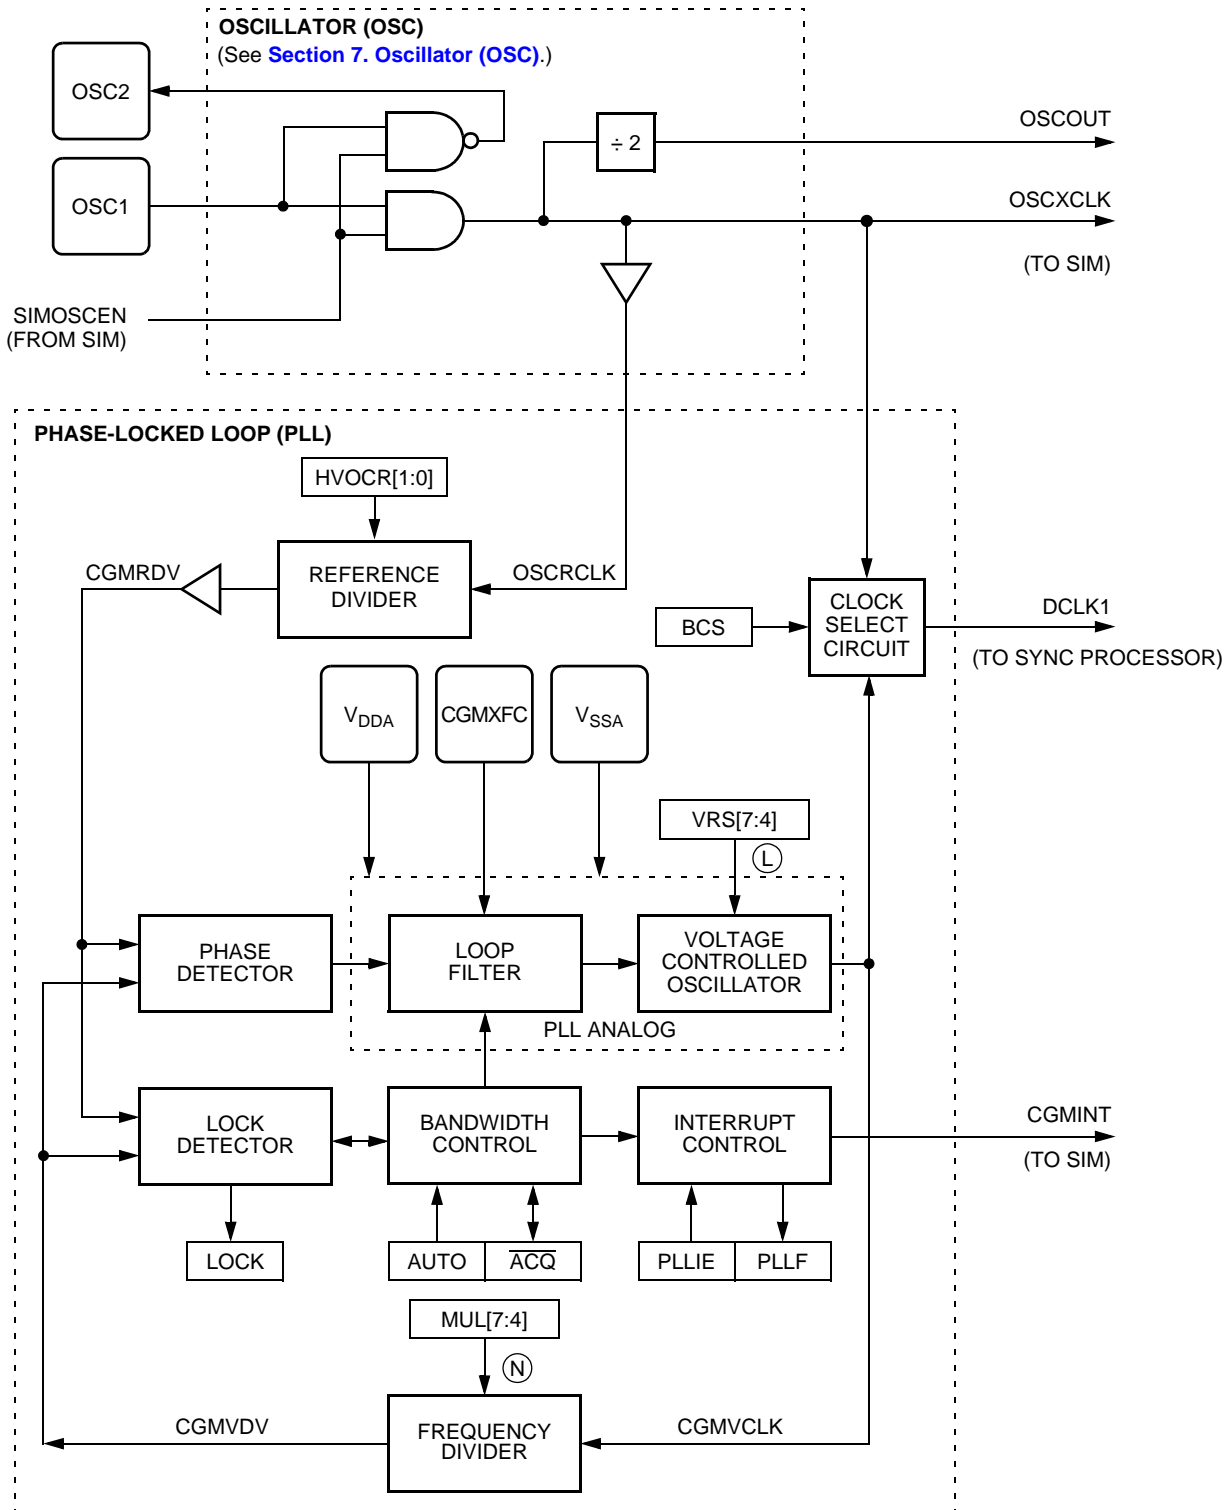 OSCILLATOR (OSC)
(See Section 7. Oscillator (OSC).)
OSC2
OSCOUT
÷ 2
OSC1
OSCXCLK
(TO SIM)
SIMOSCEN
(FROM SIM)
PHASE-LOCKED LOOP (PLL)
HVOCR[1:0]
CGMRDV
REFERENCE
DIVIDER
OSCRCLK
CLOCK
SELECT
CIRCUIT
BCS
DCLK1
(TO SYNC PROCESSOR)
VDDA
CGMXFC
VSSA
VRS[7:4]
L
PHASE
DETECTOR
LOOP
FILTER
VOLTAGE
CONTROLLED
OSCILLATOR
PLL ANALOG
LOCK
DETECTOR
BANDWIDTH
CONTROL
INTERRUPT
CONTROL
CGMINT
(TO SIM)
LOCK
AUTO
ACQ
PLLIE
PLLF
MUL[7:4]
N
CGMVDV
FREQUENCY
DIVIDER
CGMVCLK